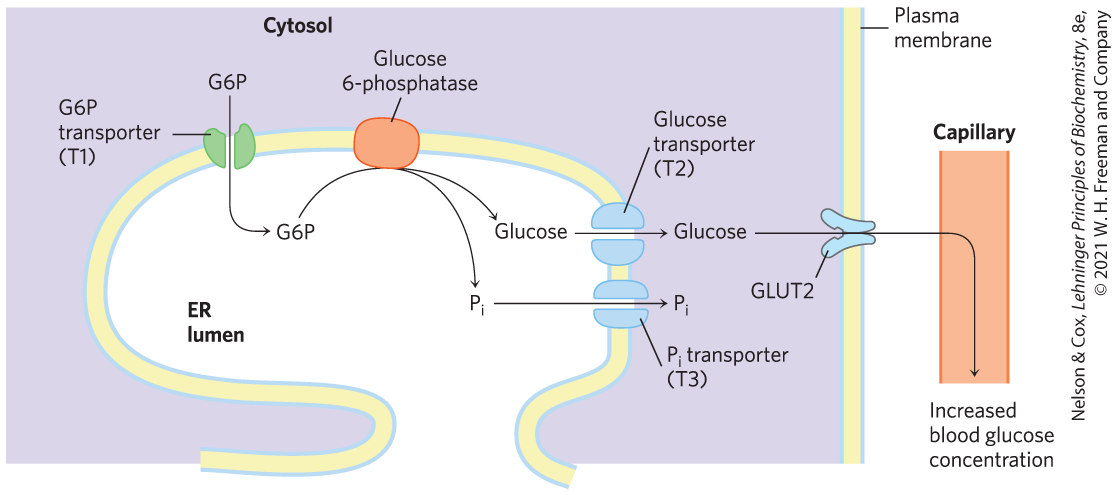 Cytosol
Plasma
membrane
Glucose
6-phosphatase
G6P
G6P
transporter
(T1)
Glucose
transporter
(T2)
Capillary
G6P
Glucose
Glucose
GLUT2
Pi
Pi
ER
lumen
Pi transporter
(T3)
Increased
blood glucose
concentration
Nelson & Cox, Lehninger Principles of Biochemistry, 8e,
© 2021 W. H. Freeman and Company